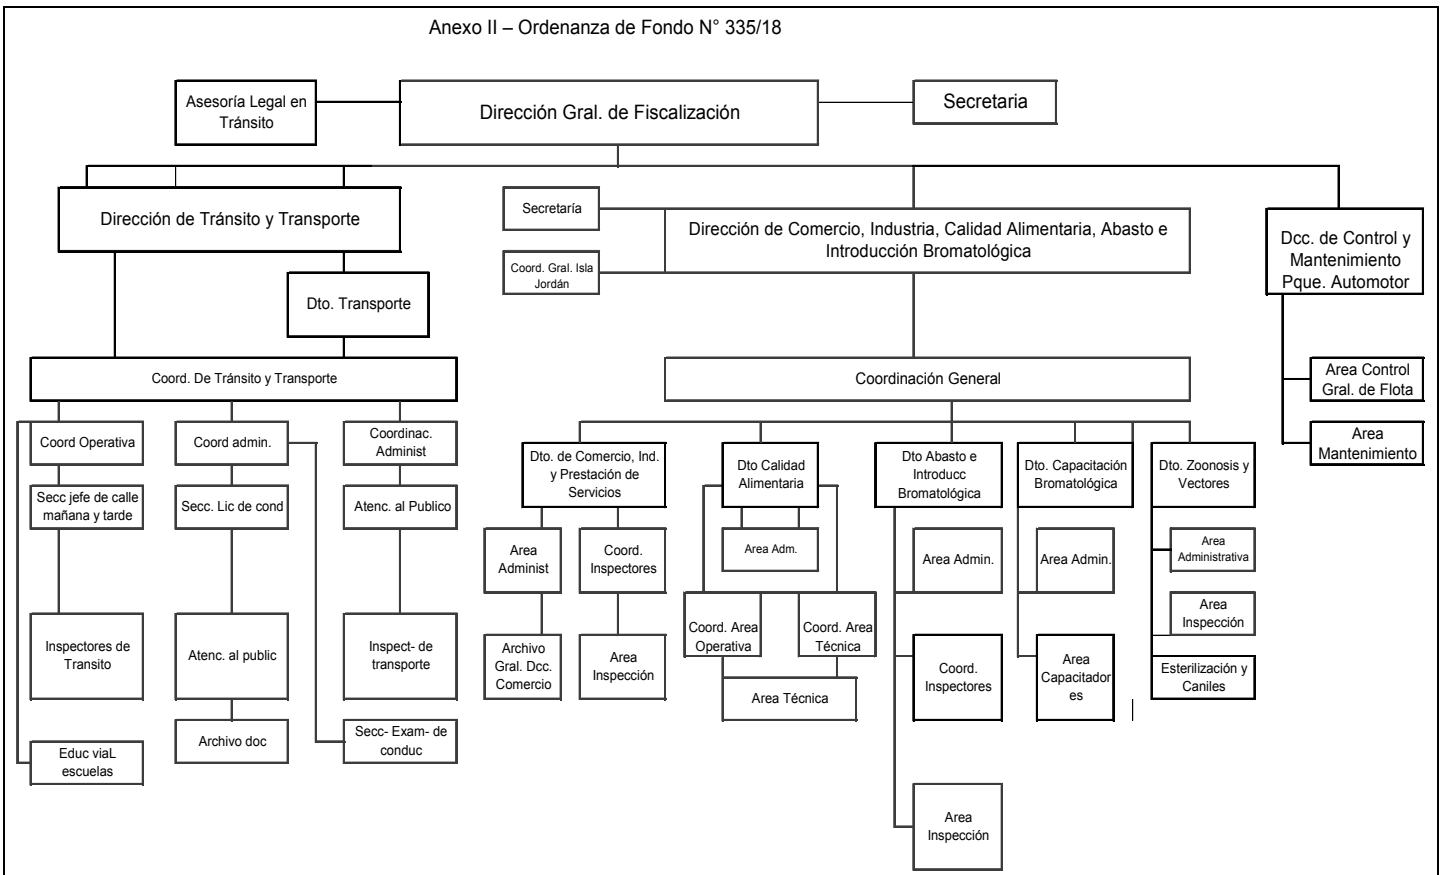 Anexo II – Ordenanza de Fondo N° 335/18
Asesoría Legal en
Tránsito
Dirección Gral. de Fiscalización
Secretaria
Dirección de Tránsito y Transporte
Secretaría
Dirección de Comercio, Industria, Calidad Alimentaria, Abasto e
Introducción Bromatológica
Coord. Gral. Isla
Jordán
Dcc. de Control y
Mantenimiento
Pque. Automotor
Dto. Transporte
Coord. De Tránsito y Transporte
Coordinación General
Area Control
Gral. de Flota
Area
Mantenimiento
Coord Operativa
Coord admin.
Coordinac.
Administ
Dto. de Comercio, Ind.
y Prestación de
Servicios
Dto Calidad
Alimentaria
Dto Abasto e
Introducc
Bromatológica
Dto. Capacitación
Bromatológica
Dto. Zoonosis y
Vectores
Secc jefe de calle
mañana y tarde
Secc. Lic de cond
Atenc. al Publico
Area
Administ
Coord.
Inspectores
Area Adm.
Area Admin.
Area Admin.
Area
Administrativa
Area
Inspección
Inspectores de
Transito
Atenc. al public
Inspect- de
transporte
Archivo
Gral. Dcc.
Comercio
Area
Inspección
Coord. Area
Operativa
Coord. Area
Técnica
Area Técnica
Coord.
Inspectores
Area
Capacitador
es
Esterilización y
Caniles
Educ viaL
escuelas
Archivo doc
Secc- Exam- de
conduc
Area
Inspección